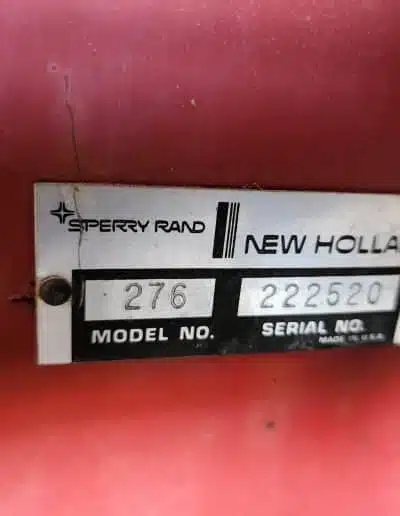 SPERRY RAND NEW HOLLA
276 222520
MODEL NO. SERIAL NO.
MADE IN U.S.A.